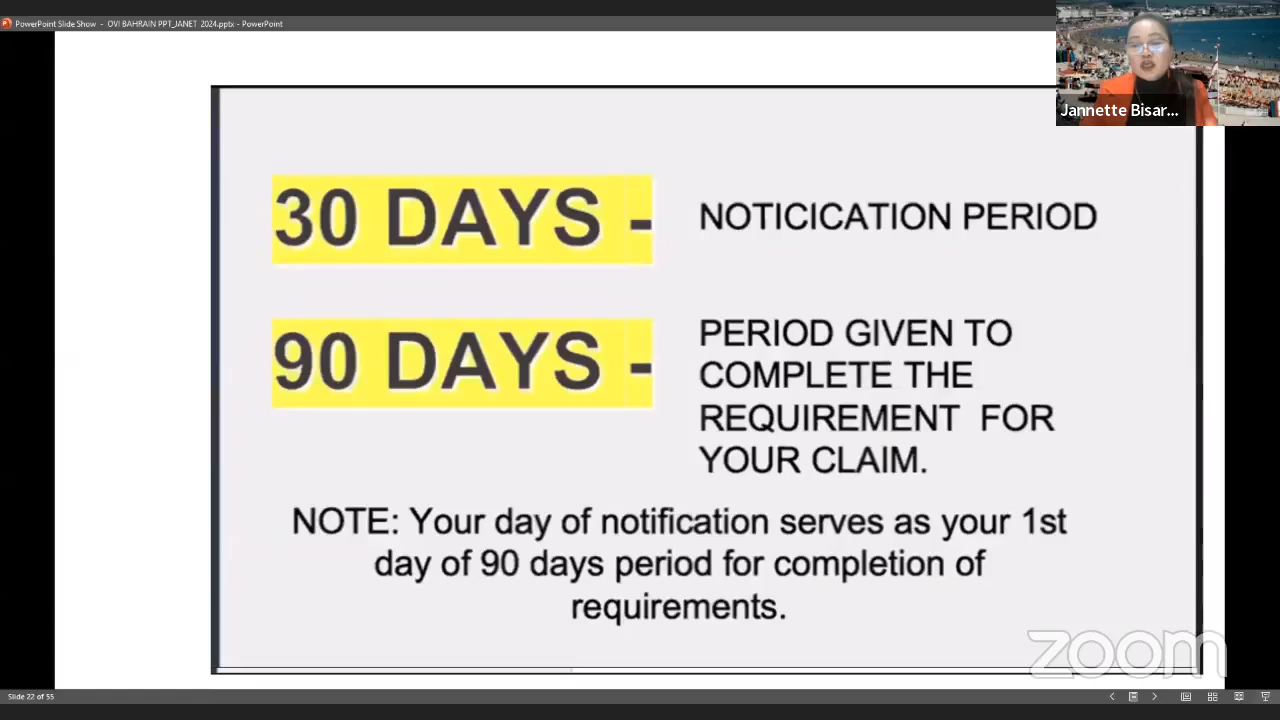 PowerPoint Slide Show - OVI BAHRAIN PPT_JANET 2024.pptx - PowerPoint
Jannette Bisar...
30 DAYS -
NOTICICATION PERIOD
90 DAYS -
PERIOD GIVEN TO
COMPLETE THE
REQUIREMENT FOR
YOUR CLAIM.
NOTE: Your day of notification serves as your 1st
day of 90 days period for completion of
requirements.
zoom
Slide 22 of 55